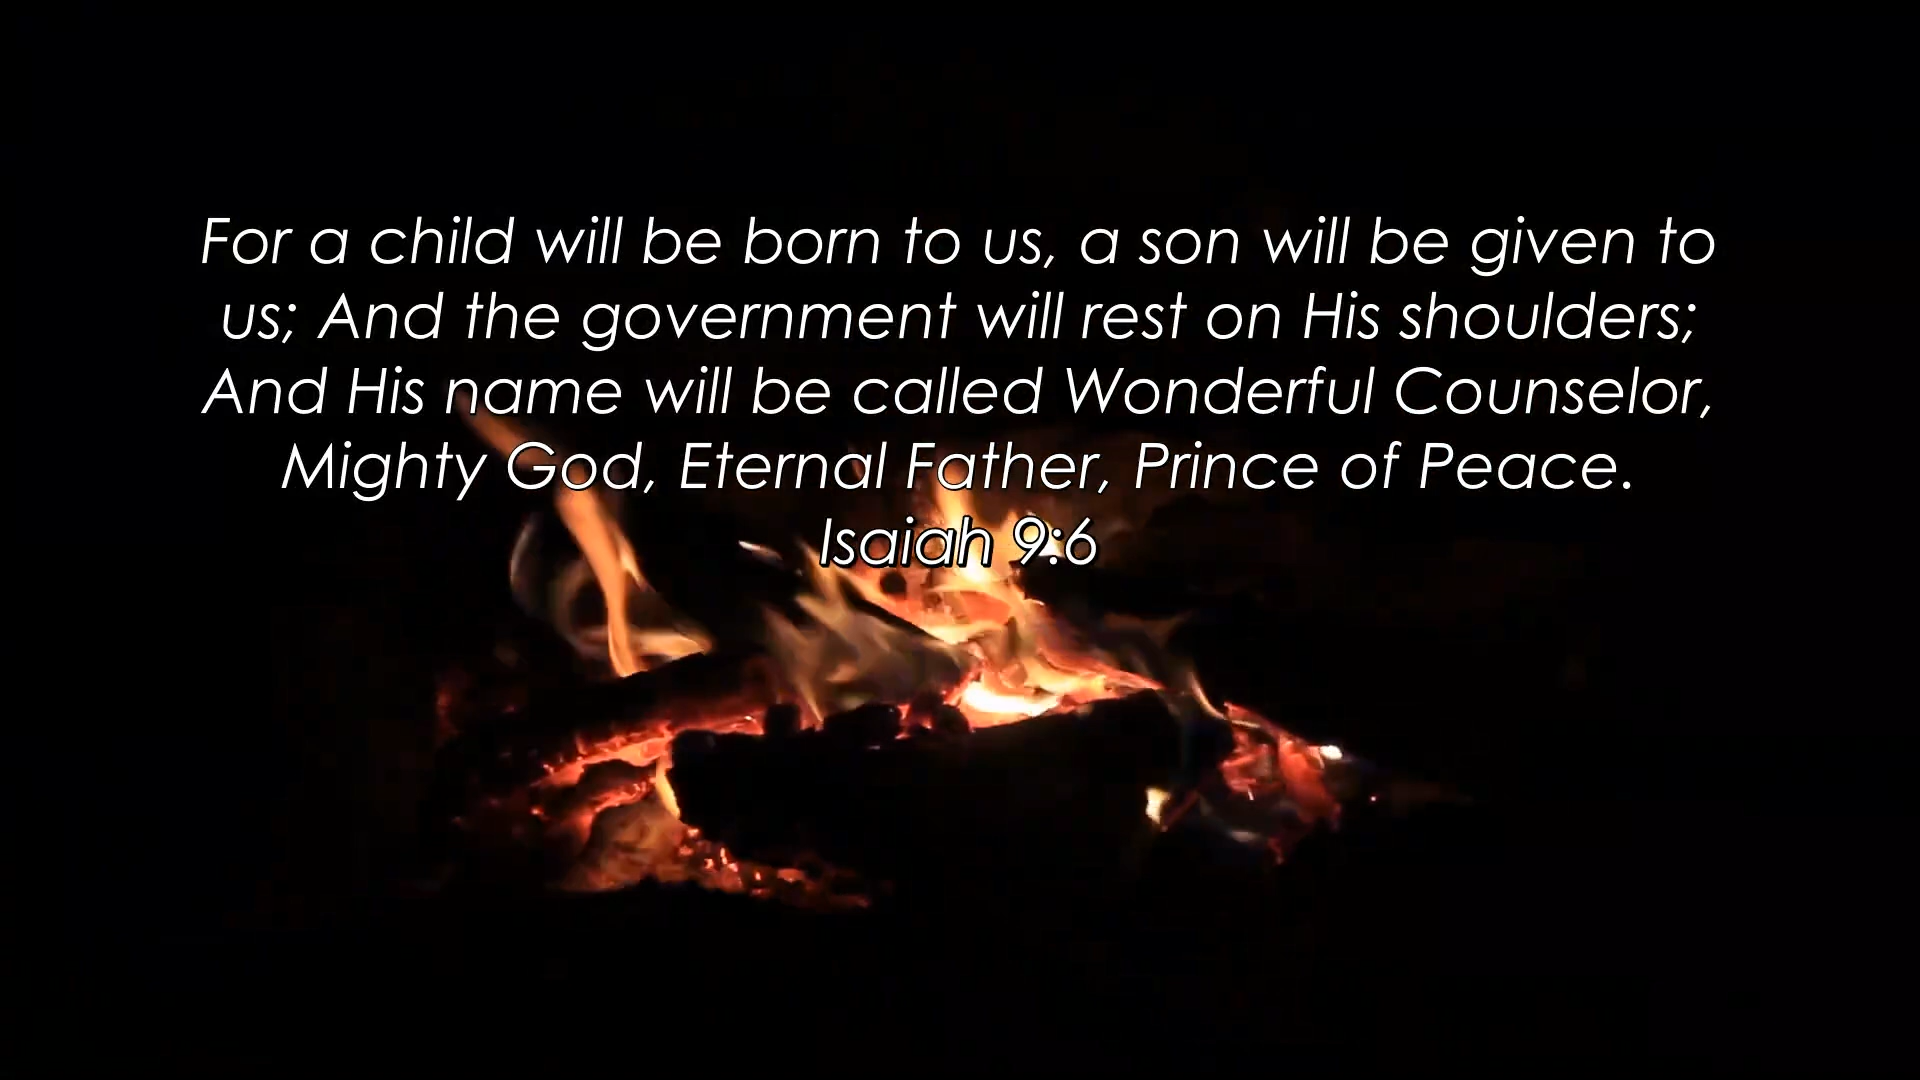 For a child will be born to us, a son will be given to
us; And the government will rest on His shoulders;
And His name will be called Wonderful Counselor,
Mighty God, Eternal Father, Prince of Peace.
Isaiah 9:6